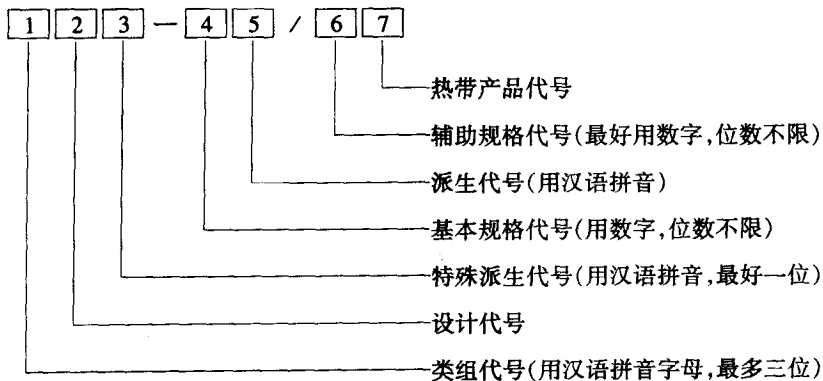 1 2 3 — 4 5 / 6 7
热带产品代号
辅助规格代号(最好用数字,位数不限)
派生代号(用汉语拼音)
基本规格代号(用数字,位数不限)
特殊派生代号(用汉语拼音,最好一位)
设计代号
类组代号(用汉语拼音字母,最多三位)